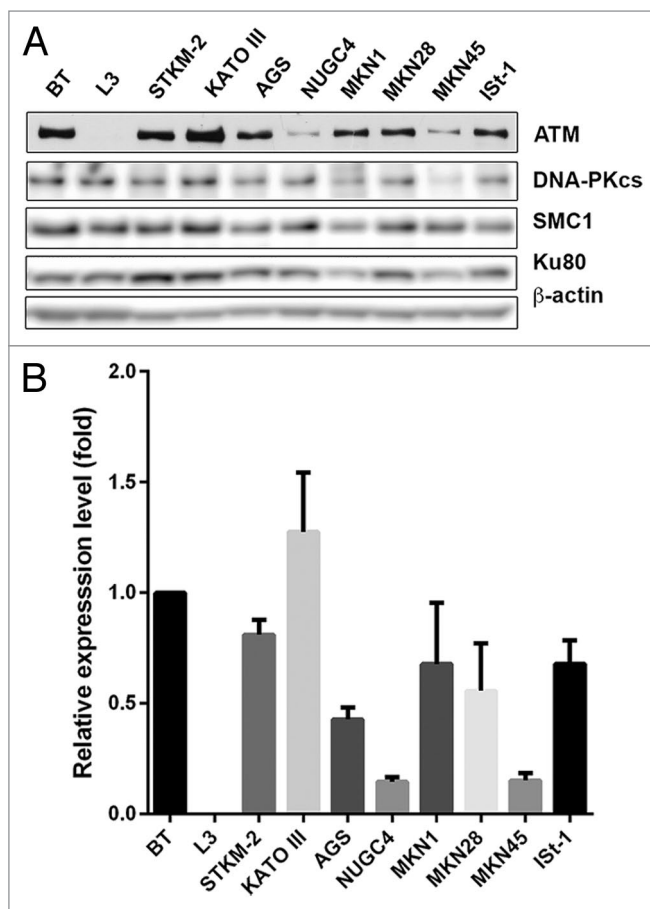 A
BT L3 STKM-2 KATO III AGS NUGC4 MKN1 MKN28 MKN45 ISt-1
ATM
DNA-PKcs
SMC1
Ku80
β-actin
B
Relative expresssion level (fold)
2.0
1.5
1.0
0.5
0.0
BT L3 STKM-2 KATO III AGS NUGC4 MKN1 MKN28 MKN45 ISt-1